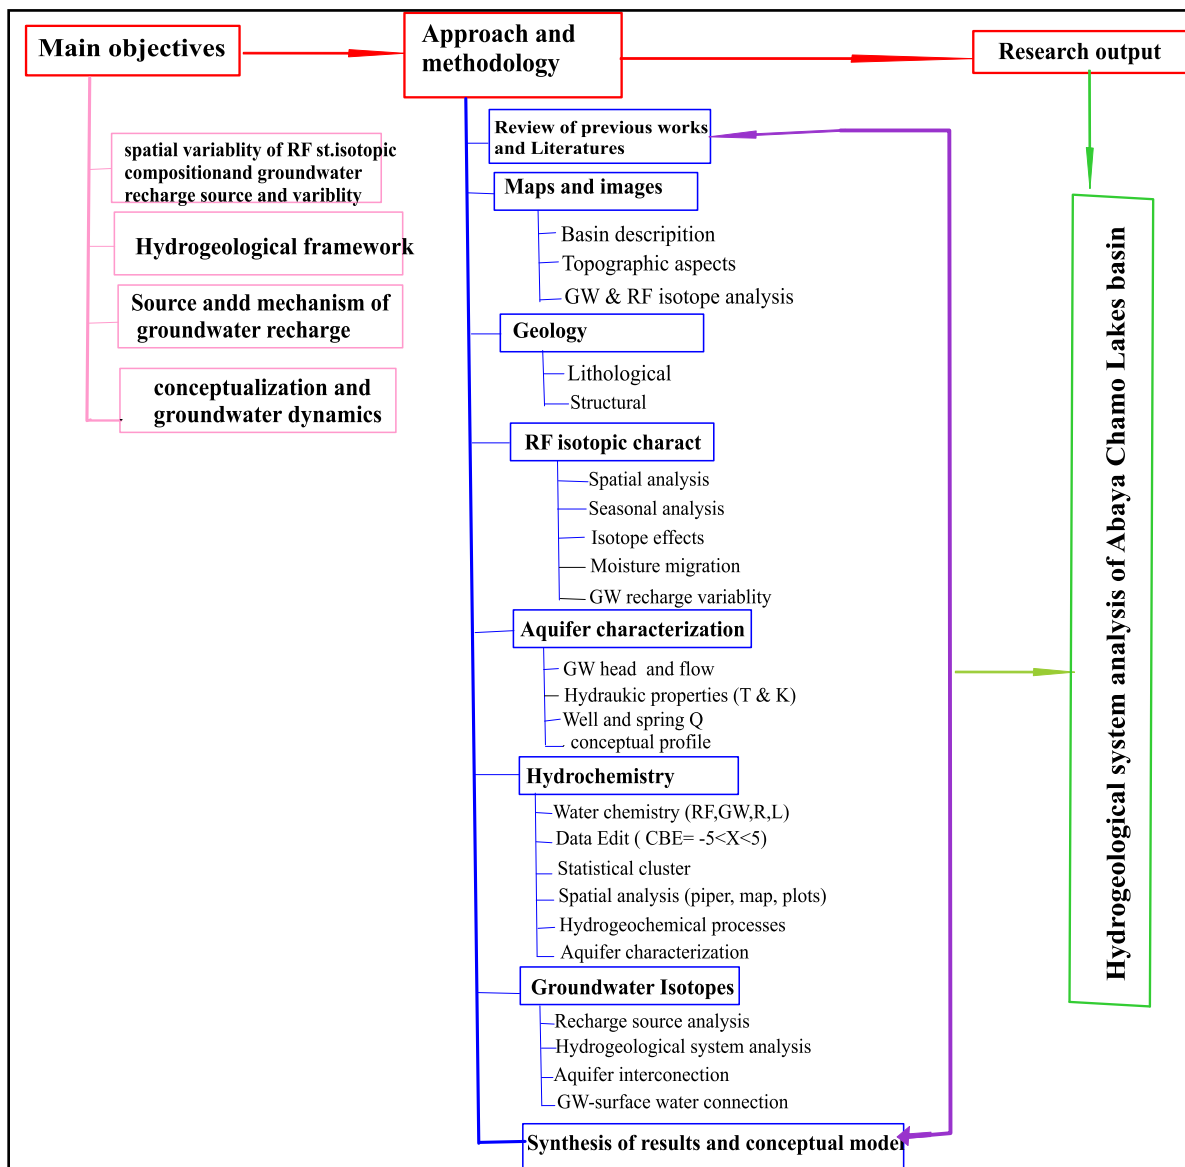 Main objectives
spatial variablity of RF st.isotopic
compositionand groundwater
recharge source and variblity
Hydrogeological framework
Source andd mechanism of
groundwater recharge
conceptualization and
groundwater dynamics
Approach and
methodology
Review of previous works
and Literatures
Maps and images
Basin descripition
Topographic aspects
GW & RF isotope analysis
Geology
Lithological
Structural
RF isotopic charact
Spatial analysis
Seasonal analysis
Isotope effects
Moisture migration
GW recharge variablity
Aquifer characterization
GW head and flow
Hydraukic properties (T & K)
Well and spring Q
conceptual profile
Hydrochemistry
Water chemistry (RF,GW,R,L)
Data Edit ( CBE= -5<X<5)
Statistical cluster
Spatial analysis (piper, map, plots)
Hydrogeochemical processes
Aquifer characterization
Groundwater Isotopes
Recharge source analysis
Hydrogeological system analysis
Aquifer interconection
GW-surface water connection
Synthesis of results and conceptual model
Research output
Hydrogeological system analysis of Abaya Chamo Lakes basin